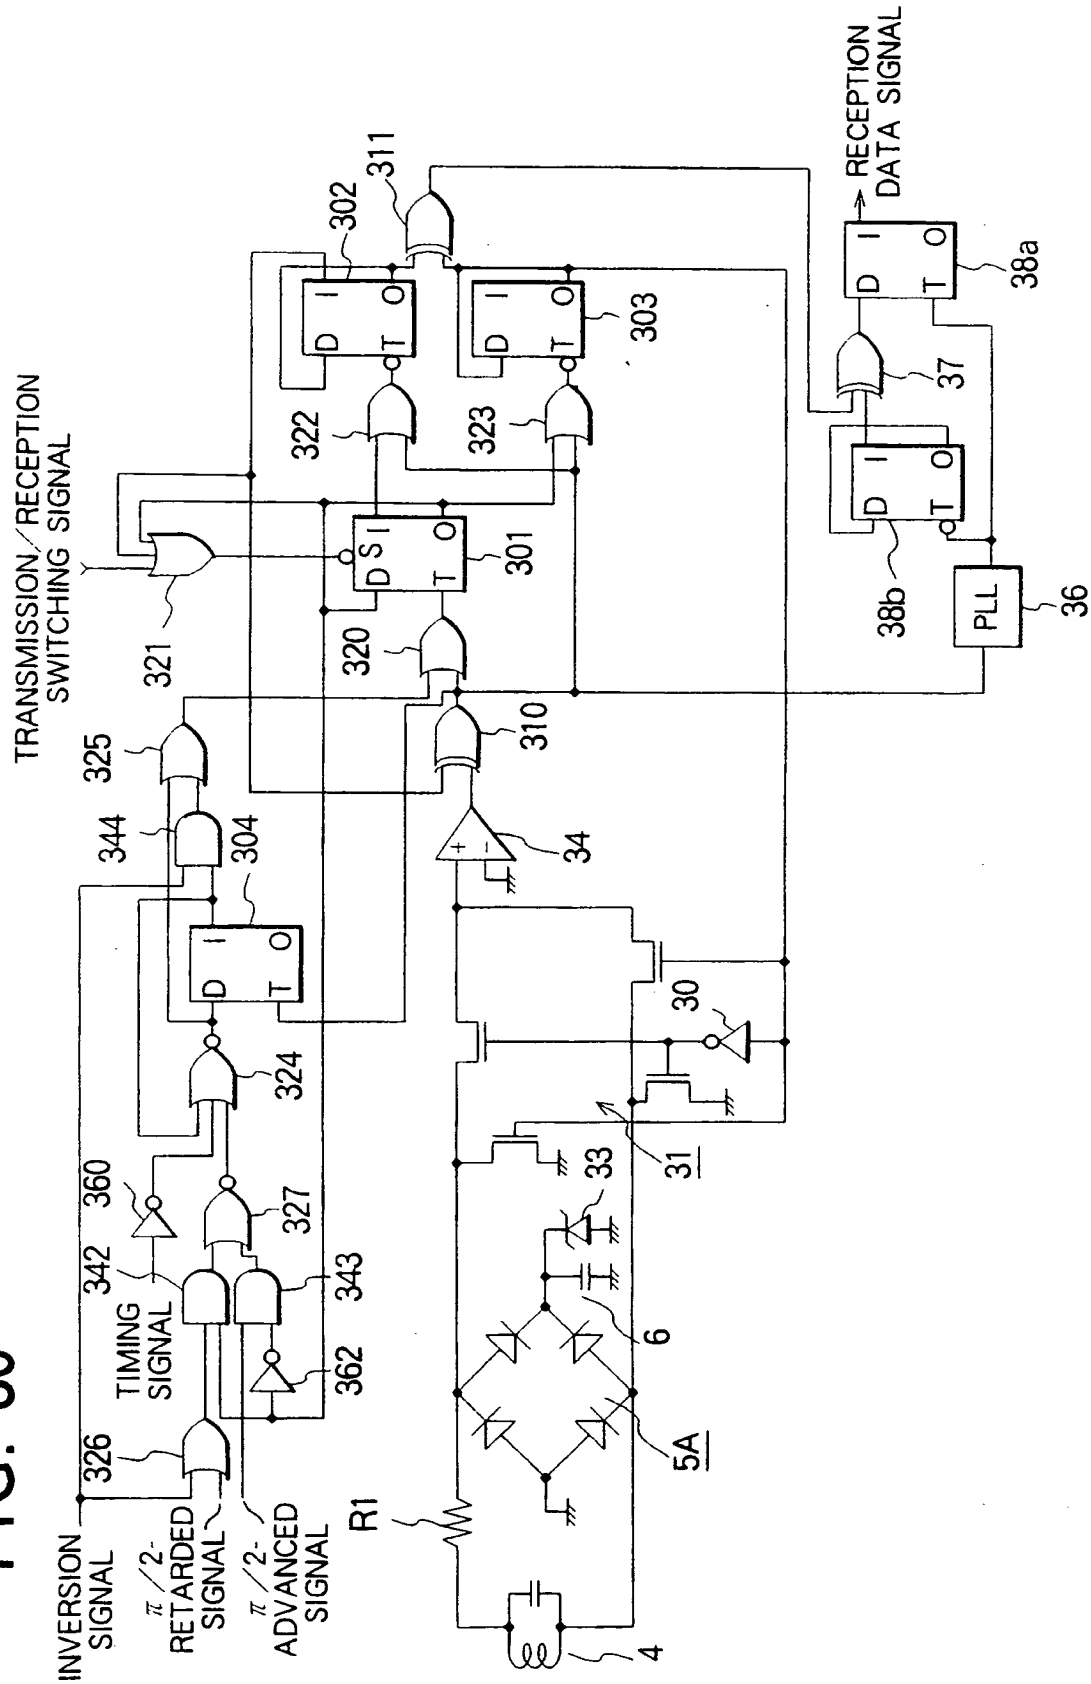 TRANSMISSION/RECEPTION
SWITCHING SIGNAL
INVERSION
SIGNAL
π/2-
RETARDED
SIGNAL
π/2-
ADVANCED
SIGNAL
TIMING
SIGNAL
326
342
360
362
343
327
324
D
I
T
O
304
344
325
321
320
310
D
S
I
T
O
301
322
323
D
I
T
O
302
D
I
T
O
303
311
RECEPTION
DATA SIGNAL
D
I
T
O
38a
37
D
I
T
O
38b
PLL
36
+
-
34
30
31
33
6
5A
R1
4